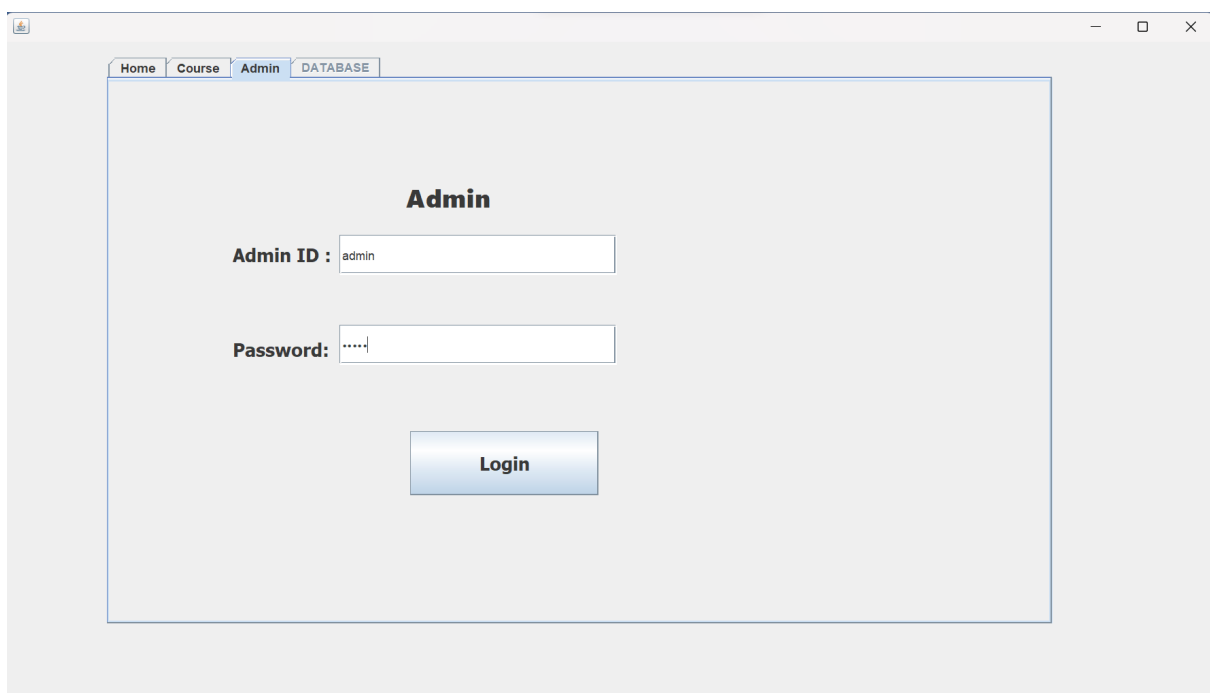 Home Course Admin DATABASE
Admin
Admin ID : admin
Password: •••••
Login